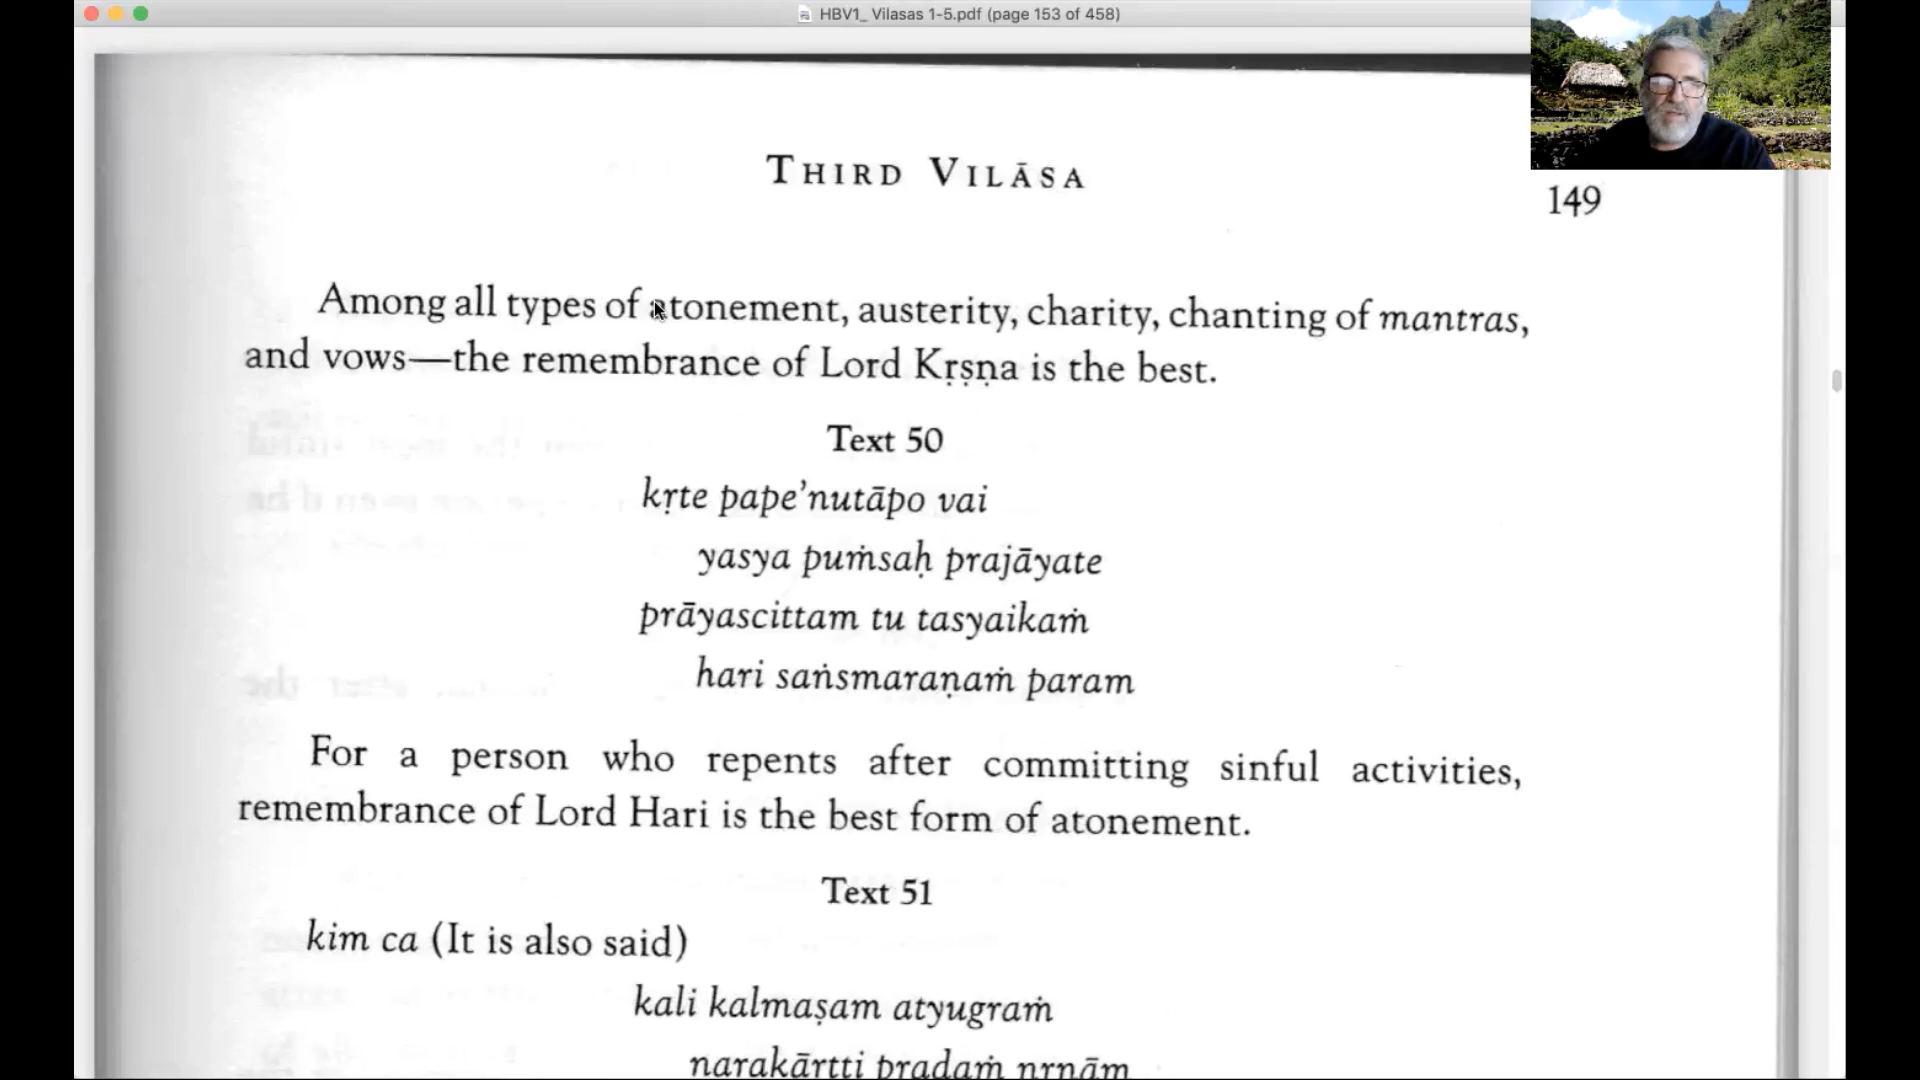 HBV1_ Vilasas 1-5.pdf (page 153 of 458)
THIRD VILĀSA
149
Among all types of atonement, austerity, charity, chanting of mantras,
and vows—the remembrance of Lord Kṛṣṇa is the best.
Text 50
kṛte pape’nutāpo vai
yasya puṁsaḥ prajāyate
prāyascittam tu tasyaikaṁ
hari saṅsmaraṇaṁ param
For a person who repents after committing sinful activities,
remembrance of Lord Hari is the best form of atonement.
Text 51
kim ca (It is also said)
kali kalmaṣam atyugraṁ
narakārtti pradaṁ nṛnām